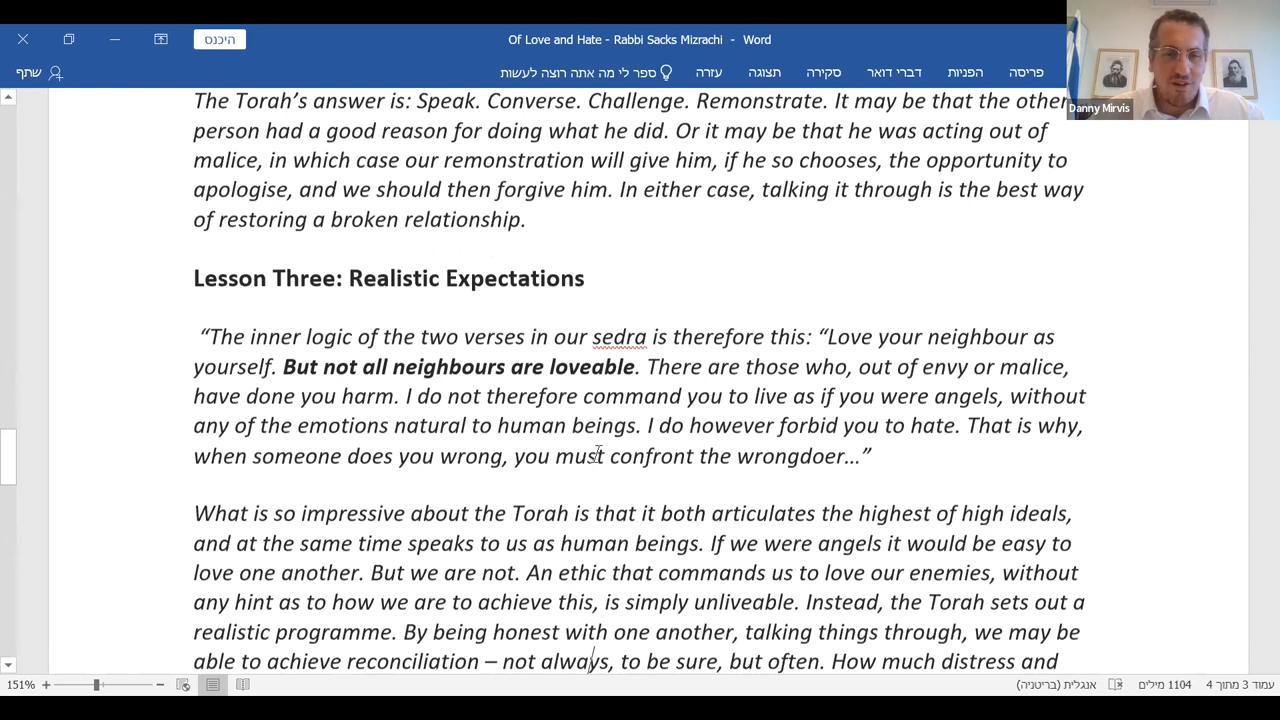 היכנס
Of Love and Hate - Rabbi Sacks Mizrachi - Word
פריסה הפניות דברי דואר סקירה תצוגה עזרה ספר לי מה אתה רוצה לעשות שתף
Danny Mirvis
The Torah’s answer is: Speak. Converse. Challenge. Remonstrate. It may be that the other
person had a good reason for doing what he did. Or it may be that he was acting out of
malice, in which case our remonstration will give him, if he so chooses, the opportunity to
apologise, and we should then forgive him. In either case, talking it through is the best way
of restoring a broken relationship.
Lesson Three: Realistic Expectations
“The inner logic of the two verses in our sedra is therefore this: “Love your neighbour as
yourself. But not all neighbours are loveable. There are those who, out of envy or malice,
have done you harm. I do not therefore command you to live as if you were angels, without
any of the emotions natural to human beings. I do however forbid you to hate. That is why,
when someone does you wrong, you must confront the wrongdoer…”
What is so impressive about the Torah is that it both articulates the highest of high ideals,
and at the same time speaks to us as human beings. If we were angels it would be easy to
love one another. But we are not. An ethic that commands us to love our enemies, without
any hint as to how we are to achieve this, is simply unliveable. Instead, the Torah sets out a
realistic programme. By being honest with one another, talking things through, we may be
able to achieve reconciliation – not always, to be sure, but often. How much distress and
עמוד 3 מתוך 4 1104 מילים אנגלית (בריטניה) 151%